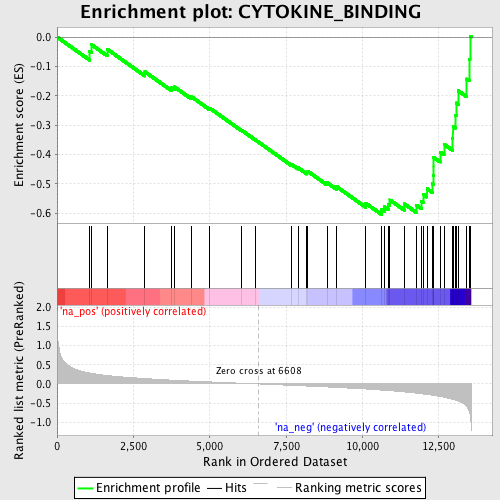 Enrichment plot: CYTOKINE_BINDING
Enrichment score (ES)
0.0
-0.1
-0.2
-0.3
-0.4
-0.5
-0.6
'na_pos' (positively correlated)
Ranked list metric (PreRanked)
2.0
1.5
1.0
0.5
0.0
-0.5
-1.0
Zero cross at 6608
'na_neg' (negatively correlated)
0
2,500
5,000
7,500
10,000
12,500
Rank in Ordered Dataset
Enrichment profile
Hits
Ranking metric scores